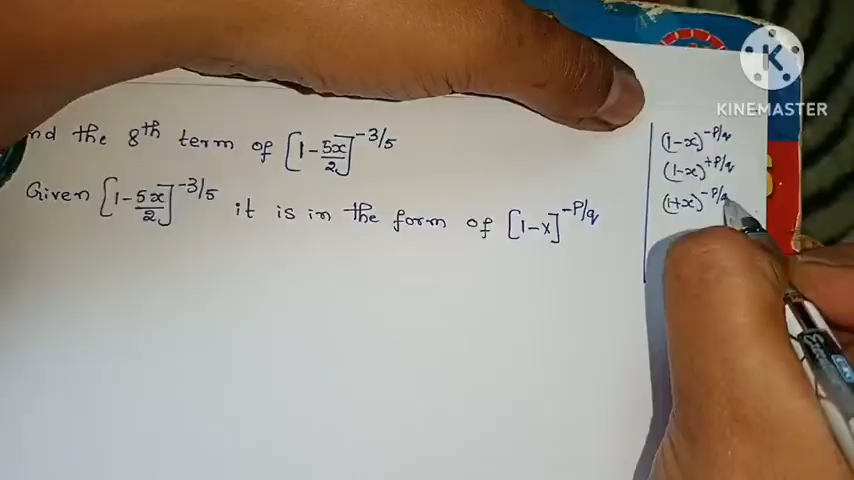 the 8th term of [1-5x/2]^-3/5
Given [1-5x/2]^-3/5 it is in the form of [1-x]^-P/q
(1-x)^-P/q
(1-x)^+P/q
(1+x)^-P/q
KINEMASTER